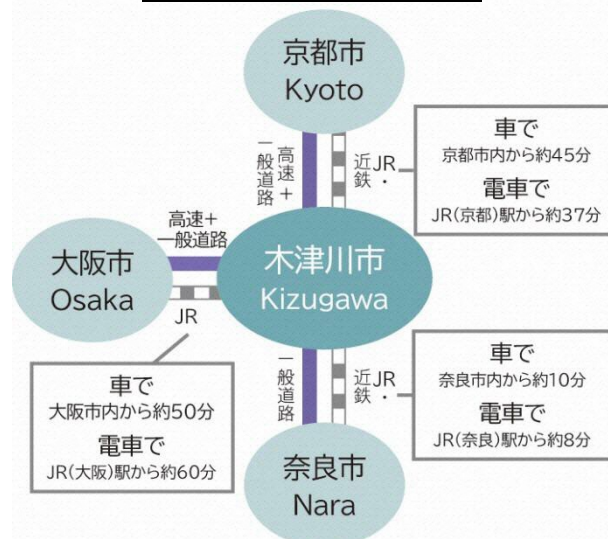 京都市
Kyoto
高速+
一般道路
近鉄
JR・
車で
京都市内から約45分
電車で
JR(京都)駅から約37分
高速+
一般道路
大阪市
Osaka
JR
木津川市
Kizugawa
車で
大阪市内から約50分
電車で
JR(大阪)駅から約60分
一般道路
JR・
近鉄
車で
奈良市内から約10分
電車で
JR(奈良)駅から約8分
奈良市
Nara